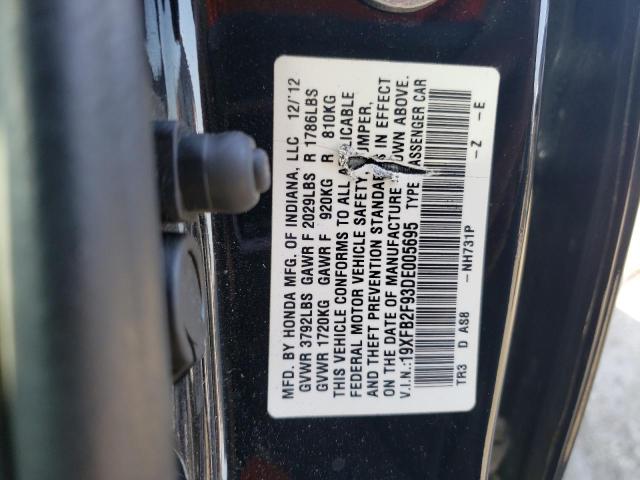 MFD. BY HONDA MFG. OF INDIANA, LLC 12/'12
GVWR 3792LBS GAWR F 2029LBS R 1786LBS
GVWR 1720KG GAWR F 920KG R 810KG
THIS VEHICLE CONFORMS TO ALL APPLICABLE
FEDERAL MOTOR VEHICLE SAFETY, BUMPER,
AND THEFT PREVENTION STANDARDS IN EFFECT
ON THE DATE OF MANUFACTURE SHOWN ABOVE.
V.I.N.:19XFB2F93DE005695 TYPE: PASSENGER CAR
NH731P -Z -E
TR3 D AS8